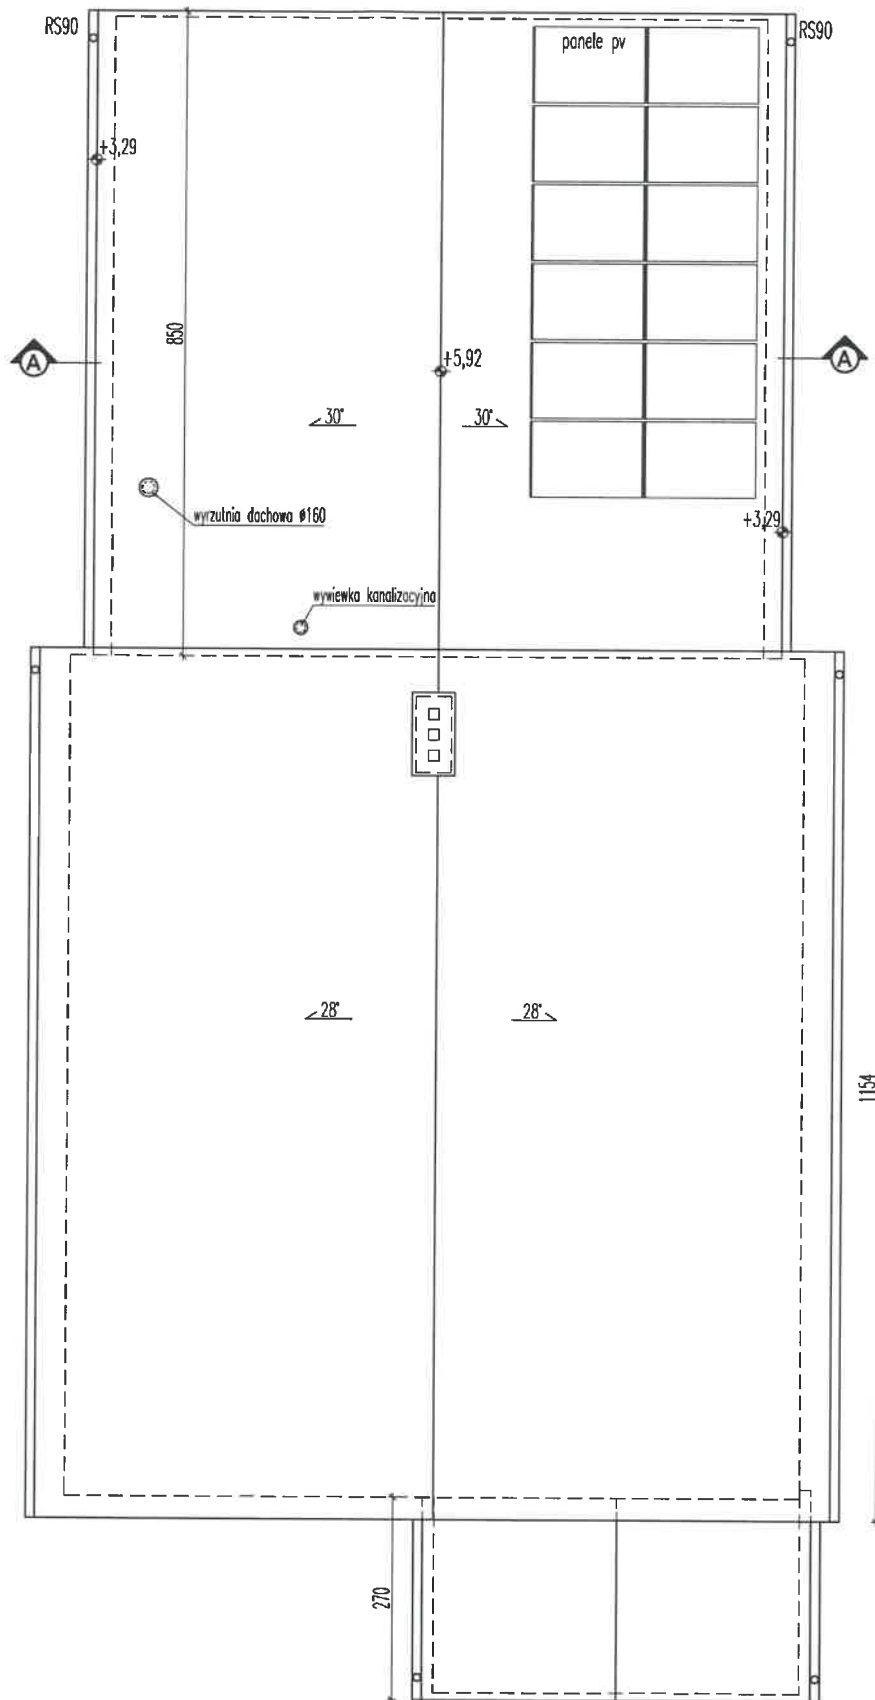 RS90
RS90
panele pv
+3,29
850
A
A
+5,92
30°
30°
wyrzutnia dachowa ø160
+3,29
wywiewka kanalizacyjna
28°
28°
1154
270